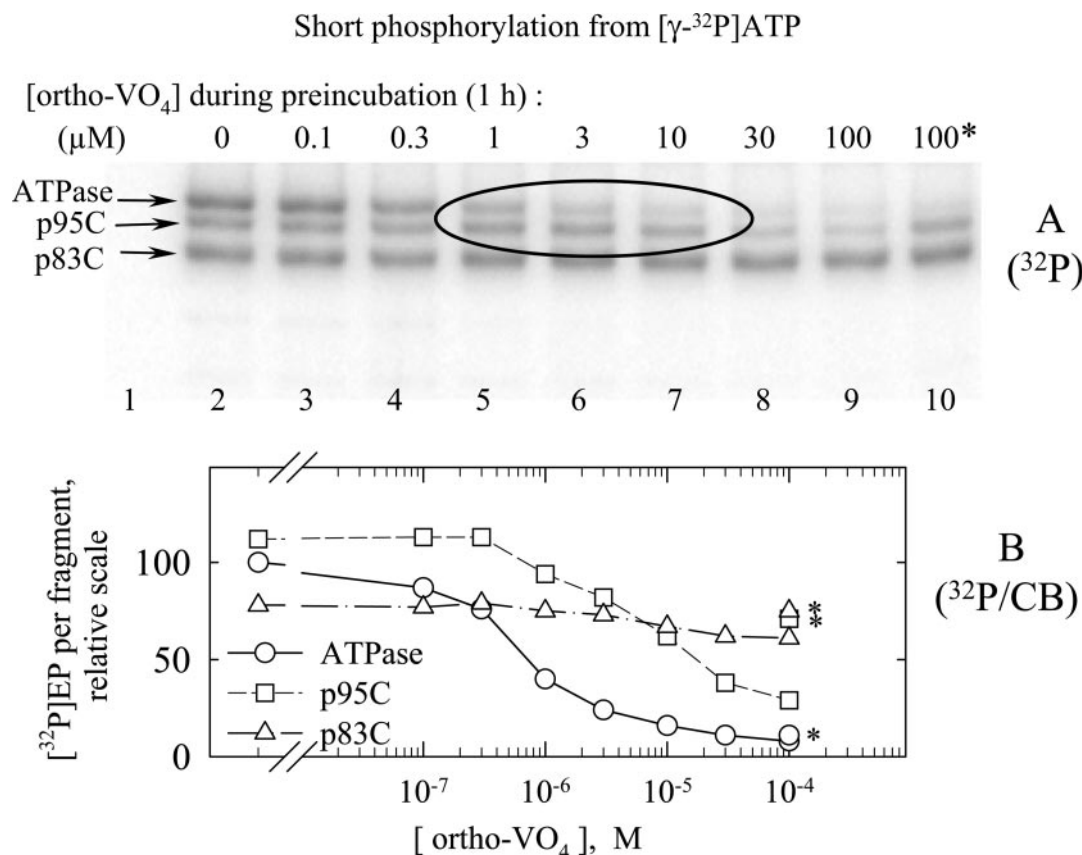 Short phosphorylation from [γ-³²P]ATP
[ortho-VO₄] during preincubation (1 h) :
(µM) 0 0.1 0.3 1 3 10 30 100 100*
ATPase
p95C
p83C
A
(³²P)
1 2 3 4 5 6 7 8 9 10
[³²P]EP per fragment,
relative scale
100
50
0
ATPase
p95C
p83C
*
*
*
B
(³²P/CB)
10⁻⁷ 10⁻⁶ 10⁻⁵ 10⁻⁴
[ ortho-VO₄ ], M